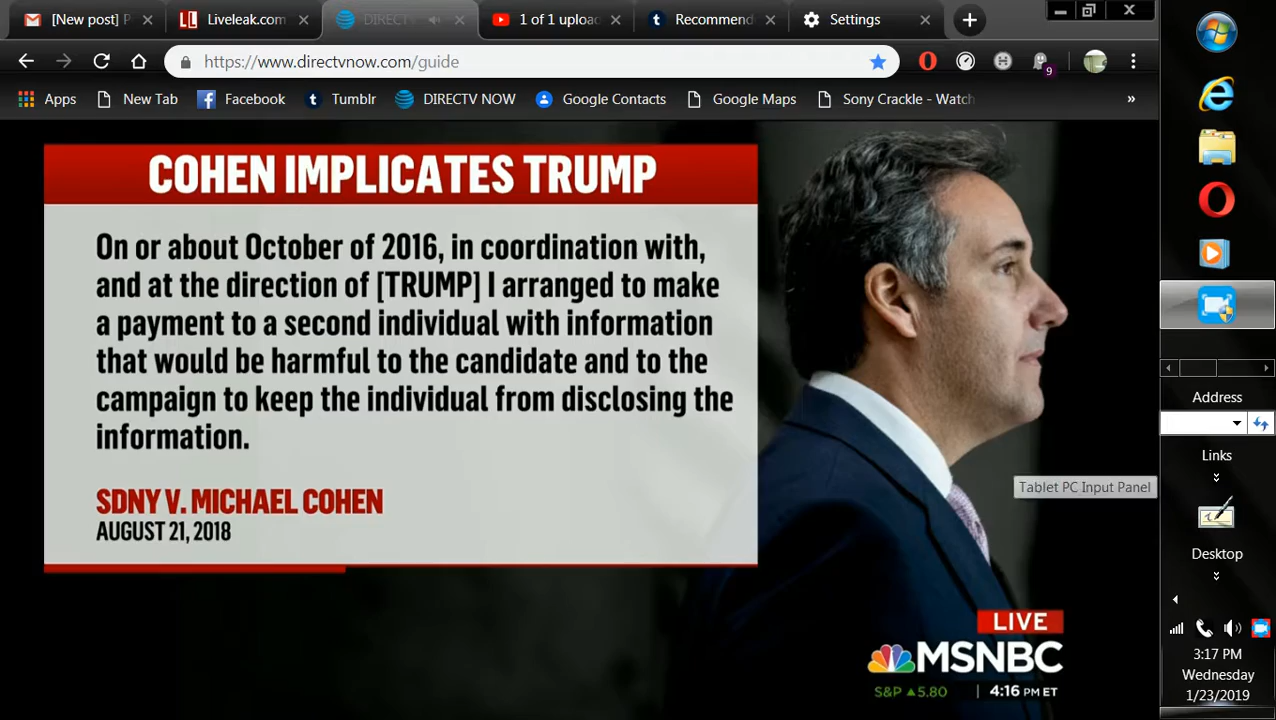 [New post] P
Liveleak.com
DIRECTV
1 of 1 uploa
Recommend
Settings
https://www.directvnow.com/guide
9
Apps
New Tab
Facebook
Tumblr
DIRECTV NOW
Google Contacts
Google Maps
Sony Crackle - Watch
»
COHEN IMPLICATES TRUMP
On or about October of 2016, in coordination with,
and at the direction of [TRUMP] I arranged to make
a payment to a second individual with information
that would be harmful to the candidate and to the
campaign to keep the individual from disclosing the
information.
SDNY V. MICHAEL COHEN
AUGUST 21, 2018
Tablet PC Input Panel
LIVE
MSNBC
S&P ▲5.80 | 4:16 PM ET
Address
Links
Desktop
3:17 PM
Wednesday
1/23/2019